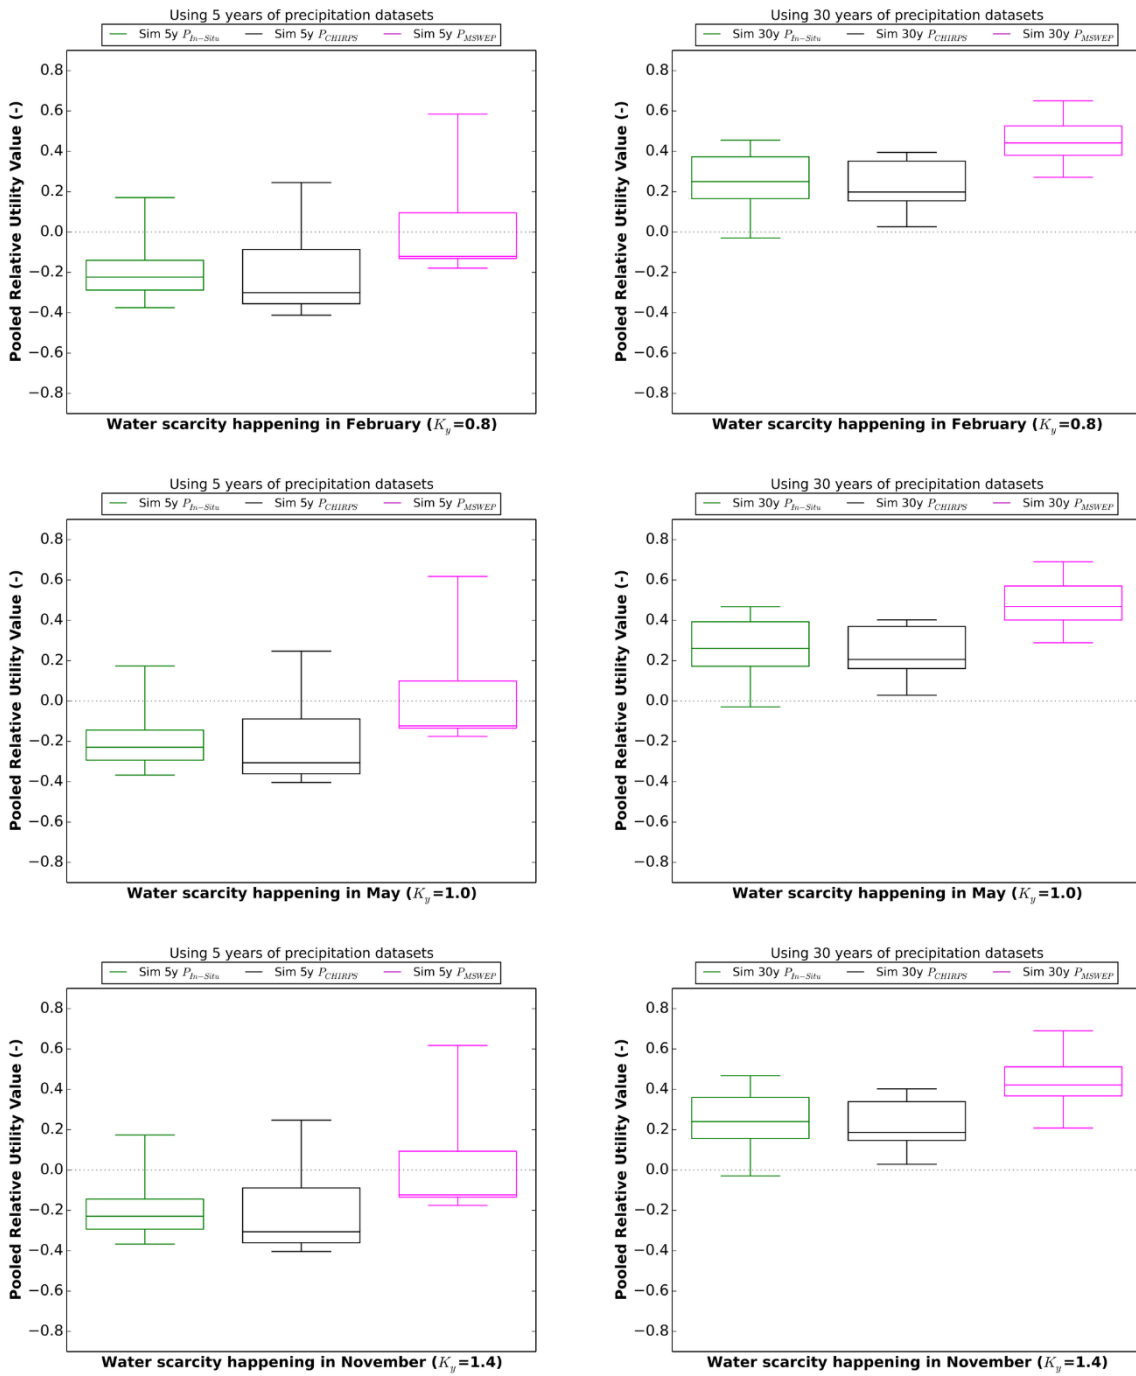 Using 5 years of precipitation datasets
Sim 5y P_In−Situ Sim 5y P_CHIRPS Sim 5y P_MSWEP
Pooled Relative Utility Value (-)
0.8
0.6
0.4
0.2
0.0
−0.2
−0.4
−0.6
−0.8
Water scarcity happening in February (K_y=0.8)
Using 30 years of precipitation datasets
Sim 30y P_In−Situ Sim 30y P_CHIRPS Sim 30y P_MSWEP
Pooled Relative Utility Value (-)
0.8
0.6
0.4
0.2
0.0
−0.2
−0.4
−0.6
−0.8
Water scarcity happening in February (K_y=0.8)
Using 5 years of precipitation datasets
Sim 5y P_In−Situ Sim 5y P_CHIRPS Sim 5y P_MSWEP
Pooled Relative Utility Value (-)
0.8
0.6
0.4
0.2
0.0
−0.2
−0.4
−0.6
−0.8
Water scarcity happening in May (K_y=1.0)
Using 30 years of precipitation datasets
Sim 30y P_In−Situ Sim 30y P_CHIRPS Sim 30y P_MSWEP
Pooled Relative Utility Value (-)
0.8
0.6
0.4
0.2
0.0
−0.2
−0.4
−0.6
−0.8
Water scarcity happening in May (K_y=1.0)
Using 5 years of precipitation datasets
Sim 5y P_In−Situ Sim 5y P_CHIRPS Sim 5y P_MSWEP
Pooled Relative Utility Value (-)
0.8
0.6
0.4
0.2
0.0
−0.2
−0.4
−0.6
−0.8
Water scarcity happening in November (K_y=1.4)
Using 30 years of precipitation datasets
Sim 30y P_In−Situ Sim 30y P_CHIRPS Sim 30y P_MSWEP
Pooled Relative Utility Value (-)
0.8
0.6
0.4
0.2
0.0
−0.2
−0.4
−0.6
−0.8
Water scarcity happening in November (K_y=1.4)